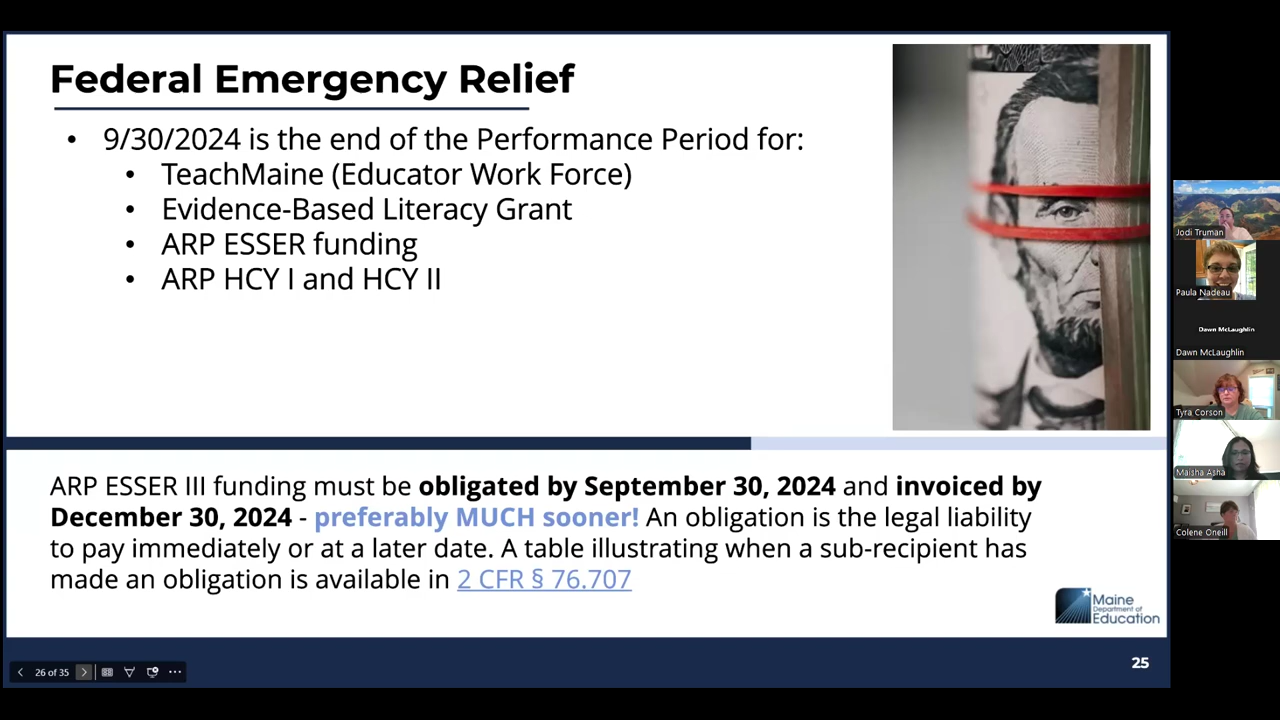 Federal Emergency Relief
• 9/30/2024 is the end of the Performance Period for:
• TeachMaine (Educator Work Force)
• Evidence-Based Literacy Grant
• ARP ESSER funding
• ARP HCY I and HCY II
ARP ESSER III funding must be obligated by September 30, 2024 and invoiced by
December 30, 2024 - preferably MUCH sooner! An obligation is the legal liability
to pay immediately or at a later date. A table illustrating when a sub-recipient has
made an obligation is available in 2 CFR § 76.707
Maine
Department of
Education
25
26 of 35
Jodi Truman
Paula Nadeau
Dawn McLaughlin
Dawn McLaughlin
Tyra Corson
Maisha Asha
Colene Oneill